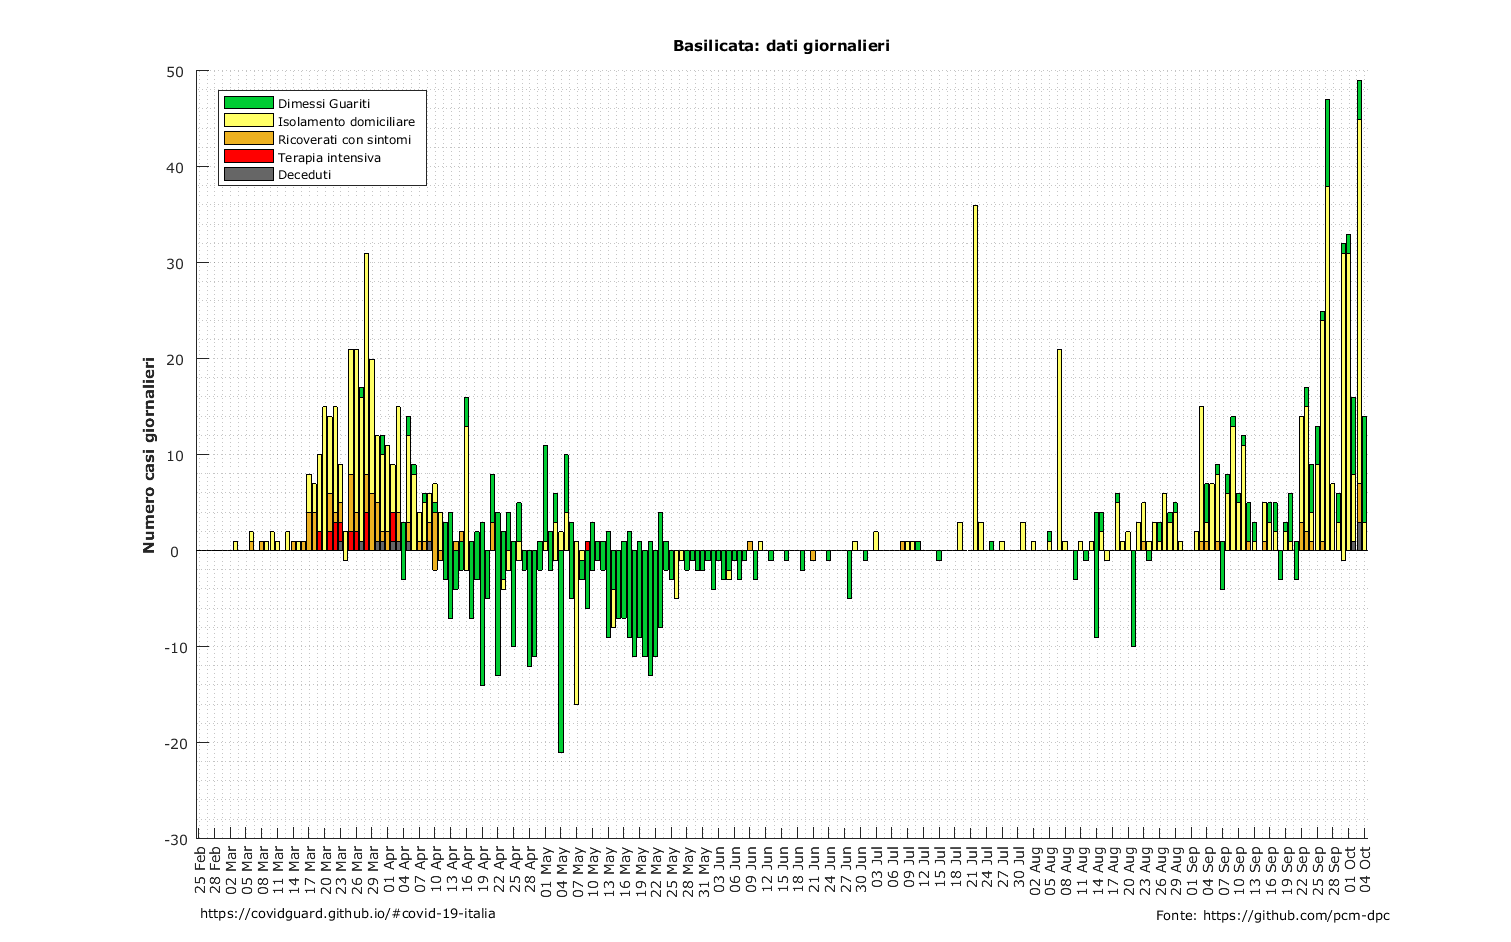 Basilicata: dati giornalieri
50
40
30
20
10
0
-10
-20
-30
Numero casi giornalieri
Dimessi Guariti
Isolamento domiciliare
Ricoverati con sintomi
Terapia intensiva
Deceduti
25 Feb
28 Feb
02 Mar
05 Mar
08 Mar
11 Mar
14 Mar
17 Mar
20 Mar
23 Mar
26 Mar
29 Mar
01 Apr
04 Apr
07 Apr
10 Apr
13 Apr
16 Apr
19 Apr
22 Apr
25 Apr
28 Apr
01 May
04 May
07 May
10 May
13 May
16 May
19 May
22 May
25 May
28 May
31 May
03 Jun
06 Jun
09 Jun
12 Jun
15 Jun
18 Jun
21 Jun
24 Jun
27 Jun
30 Jun
03 Jul
06 Jul
09 Jul
12 Jul
15 Jul
18 Jul
21 Jul
24 Jul
27 Jul
30 Jul
02 Aug
05 Aug
08 Aug
11 Aug
14 Aug
17 Aug
20 Aug
23 Aug
26 Aug
29 Aug
01 Sep
04 Sep
07 Sep
10 Sep
13 Sep
16 Sep
19 Sep
22 Sep
25 Sep
28 Sep
01 Oct
04 Oct
https://covidguard.github.io/#covid-19-italia
Fonte: https://github.com/pcm-dpc